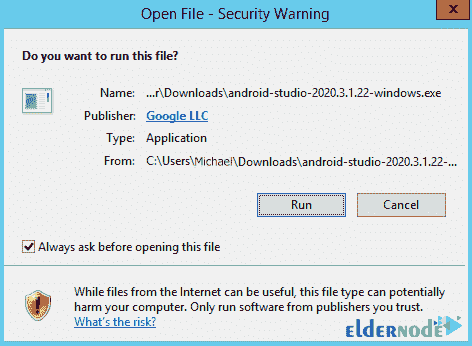 Open File - Security Warning
x
Do you want to run this file?
Name: ...r\Downloads\android-studio-2020.3.1.22-windows.exe
Publisher: Google LLC
Type: Application
From: C:\Users\Michael\Downloads\android-studio-2020.3.1.22-...
Run Cancel
Always ask before opening this file
While files from the Internet can be useful, this file type can potentially
harm your computer. Only run software from publishers you trust.
What's the risk?
ELDERNODE